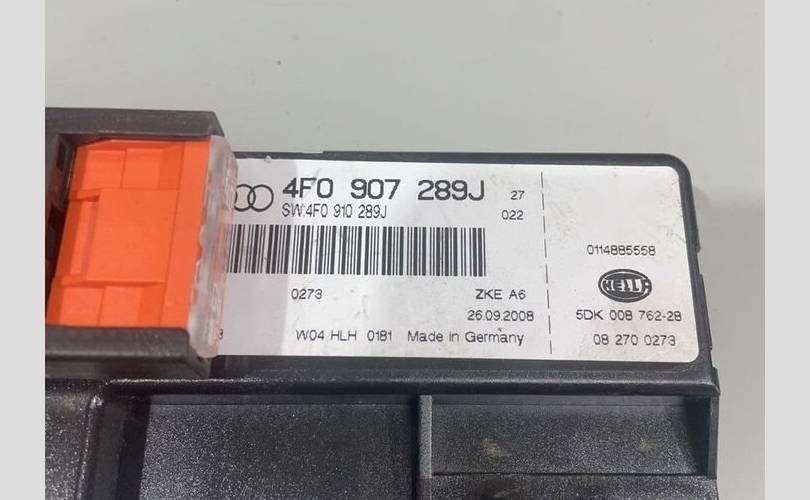 4F0 907 289J 27
SW:4F0 910 289J 022
0273 ZKE A6
26.09.2008
W04 HLH 0181 Made in Germany
0114885558
HELLA
5DK 008 762-28
08 270 0273